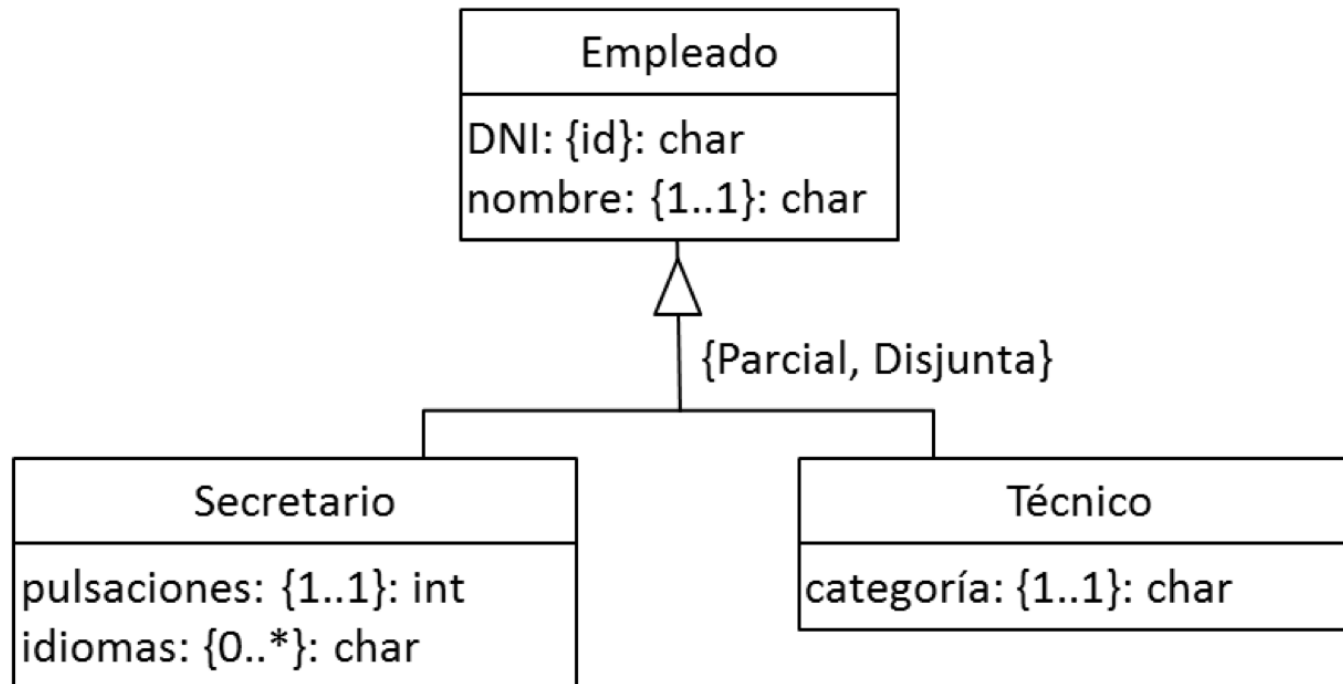 Empleado
DNI: {id}: char
nombre: {1..1}: char
{Parcial, Disjunta}
Secretario
pulsaciones: {1..1}: int
idiomas: {0..*}: char
Técnico
categoría: {1..1}: char